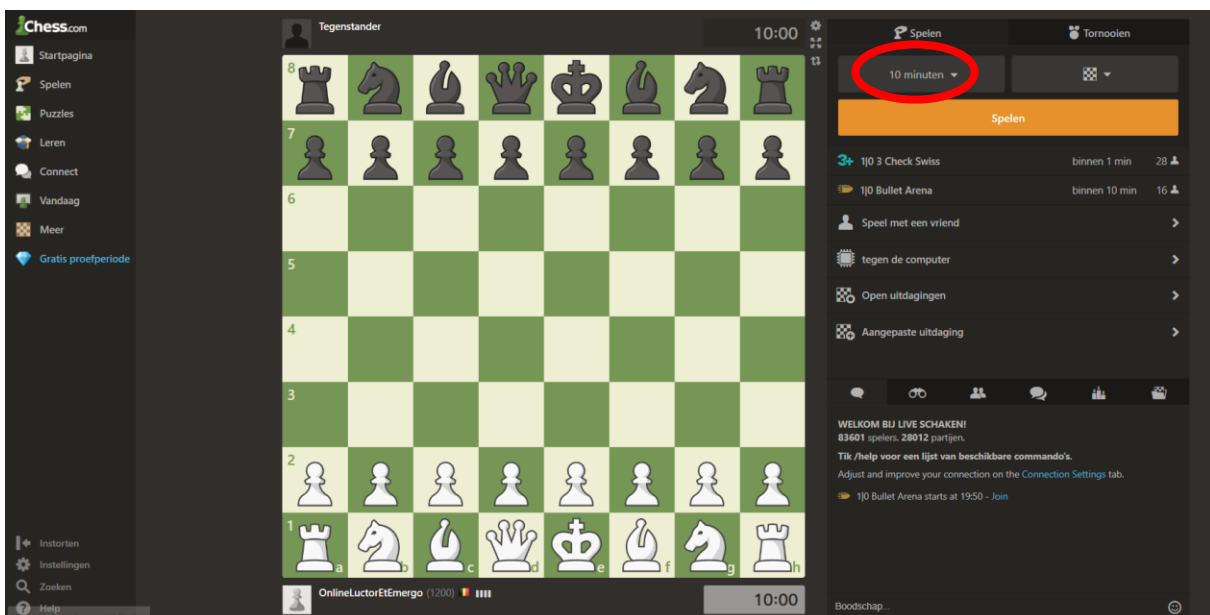 Chess.com
Startpagina
Spelen
Puzzles
Leren
Connect
Vandaag
Meer
Gratis proefperiode
Instorten
Instellingen
Zoeken
Help
Tegenstander
10:00
8
7
6
5
4
3
2
1
a b c d e f g h
OnlineLuctorEtEmergo (1200)
10:00
Spelen
Tornooien
10 minuten
Spelen
3+ 1|0 3 Check Swiss binnen 1 min 28
1|0 Bullet Arena binnen 10 min 16
Speel met een vriend
tegen de computer
Open uitdagingen
Aangepaste uitdaging
WELKOM BIJ LIVE SCHAKEN!
83601 spelers. 28012 partijen.
Tik /help voor een lijst van beschikbare commando's.
Adjust and improve your connection on the Connection Settings tab.
1|0 Bullet Arena starts at 19:50 - Join
Boodschap...